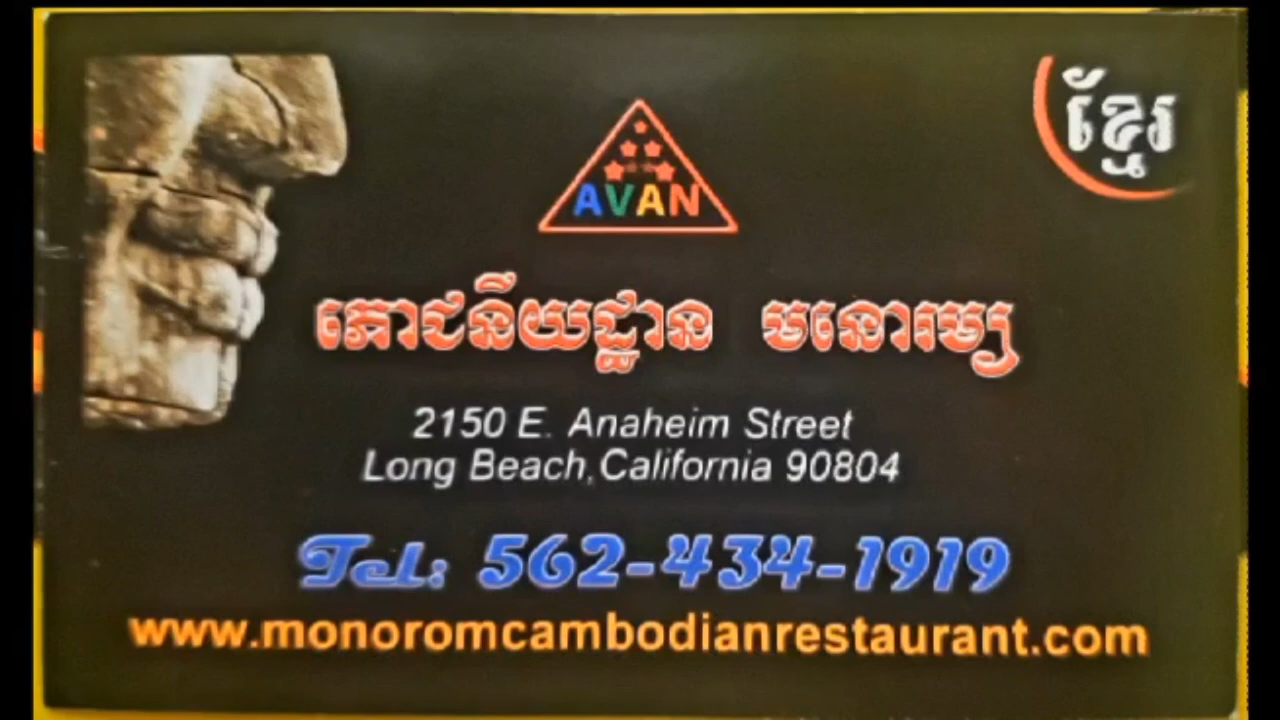 ខ្មែរ
AVAN
ភោជនីយដ្ឋាន មនោរម្យ
2150 E. Anaheim Street
Long Beach, California 90804
Tel: 562-434-1919
www.monoromcambodianrestaurant.com